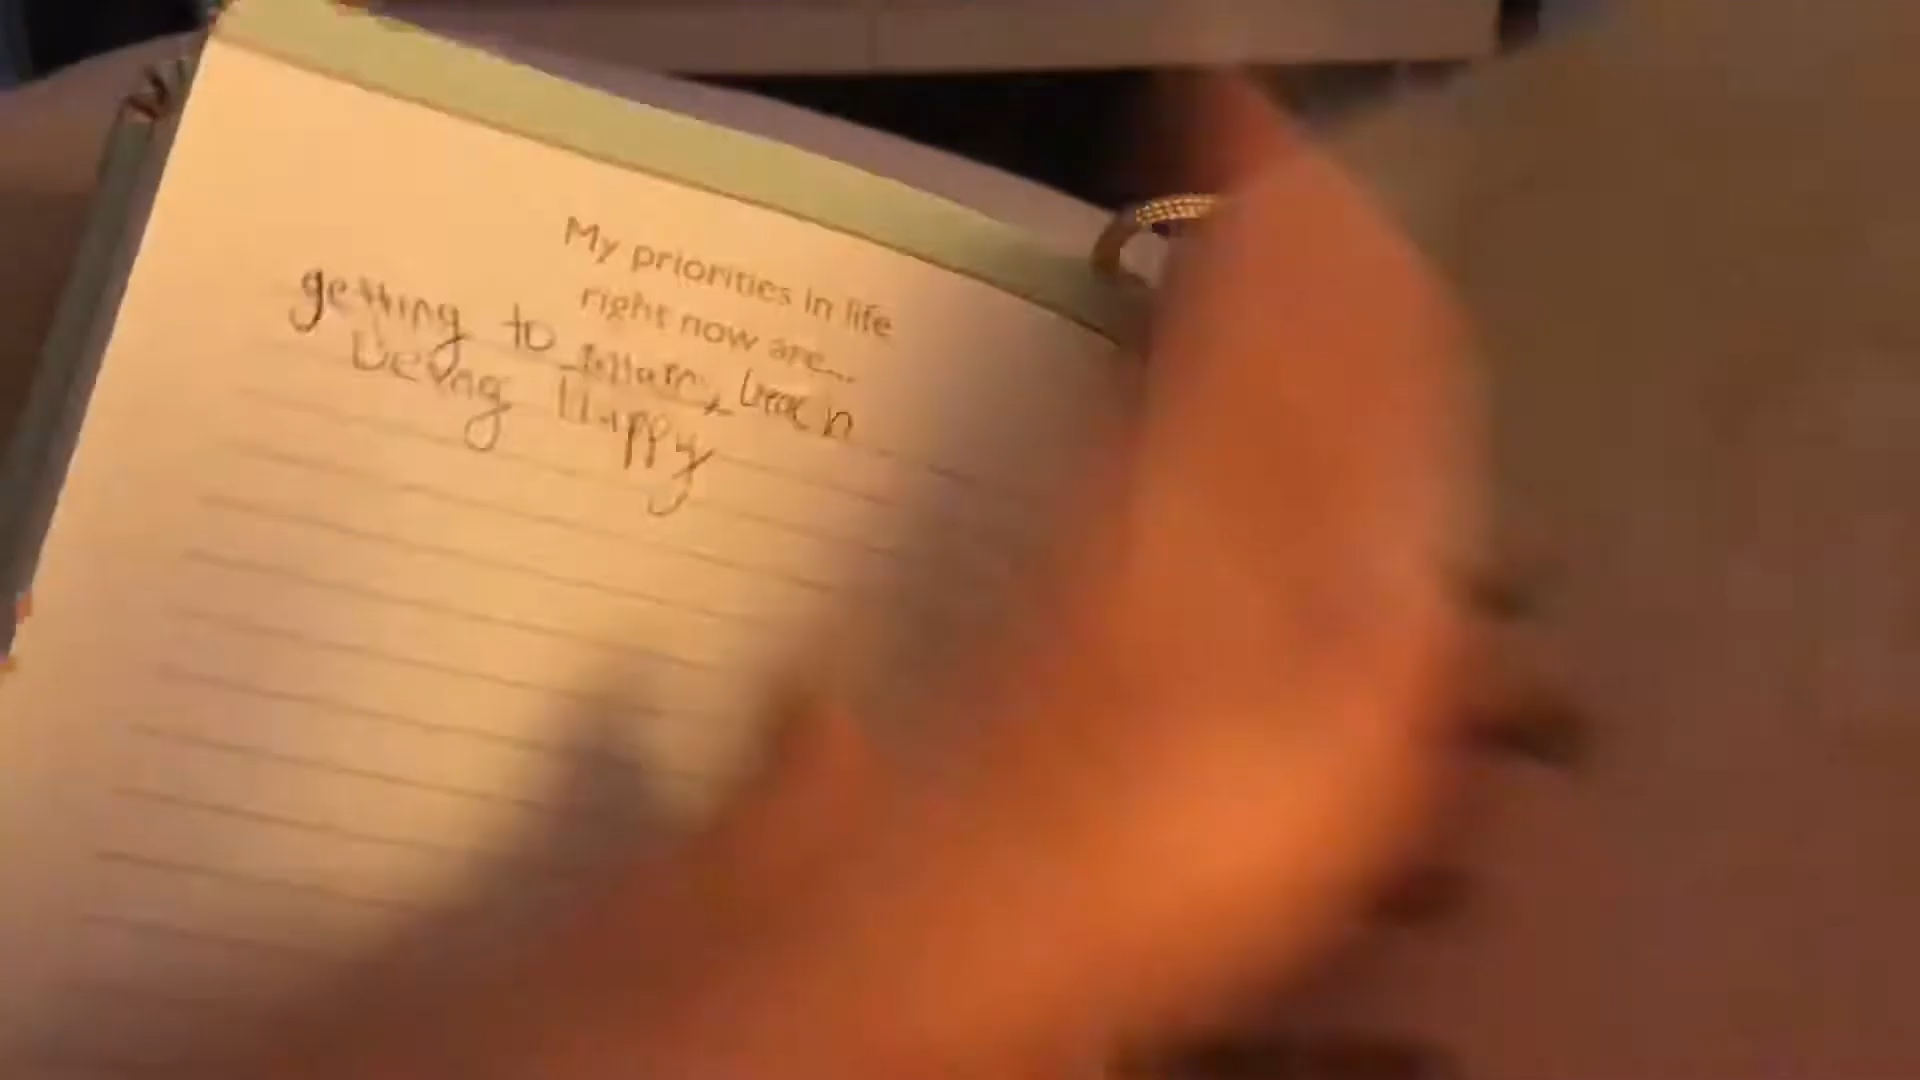 My priorities in life
right now are...
getting to
being Happy